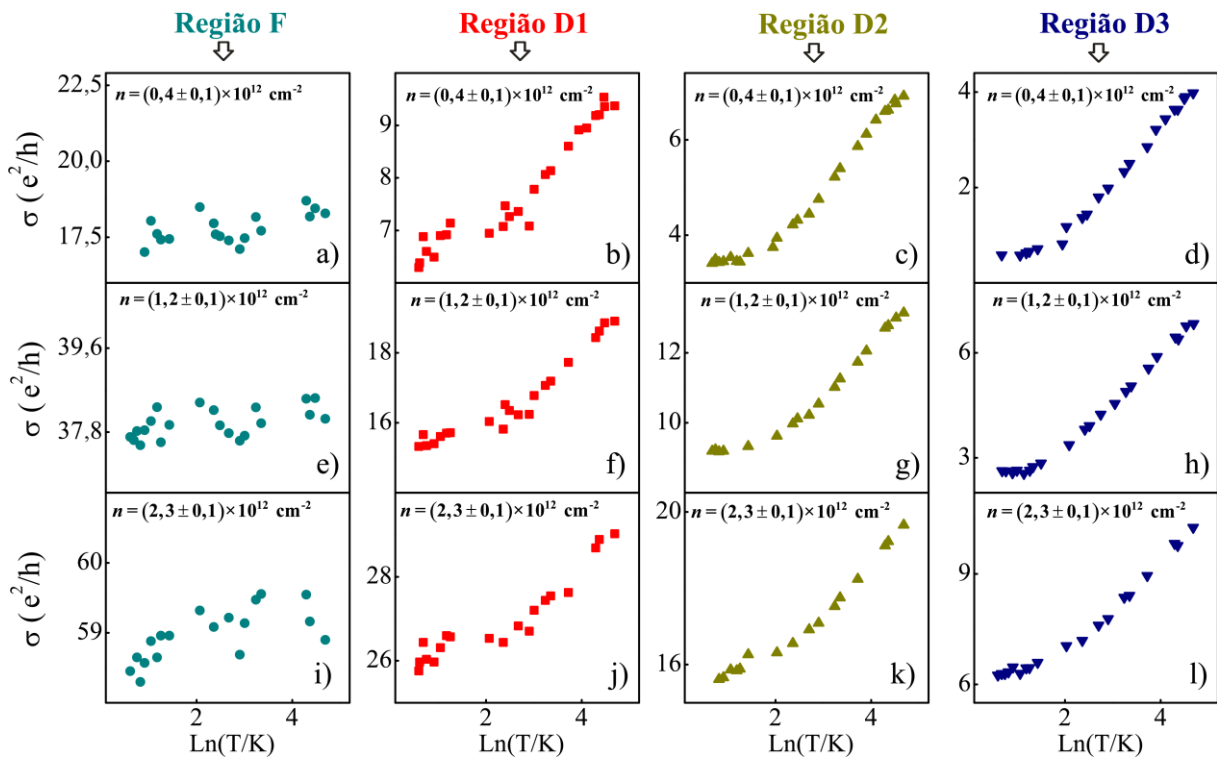 Região F Região D1 Região D2 Região D3
n = (0,4 ± 0,1)×10¹² cm⁻² n = (0,4 ± 0,1)×10¹² cm⁻² n = (0,4 ± 0,1)×10¹² cm⁻² n = (0,4 ± 0,1)×10¹² cm⁻²
σ (e²/h)
22,5
20,0
17,5
a)
9
7
b)
6
4
c)
4
2
d)
n = (1,2 ± 0,1)×10¹² cm⁻² n = (1,2 ± 0,1)×10¹² cm⁻² n = (1,2 ± 0,1)×10¹² cm⁻² n = (1,2 ± 0,1)×10¹² cm⁻²
σ (e²/h)
39,6
37,8
e)
18
16
f)
12
10
g)
6
3
h)
n = (2,3 ± 0,1)×10¹² cm⁻² n = (2,3 ± 0,1)×10¹² cm⁻² n = (2,3 ± 0,1)×10¹² cm⁻² n = (2,3 ± 0,1)×10¹² cm⁻²
σ (e²/h)
60
59
i)
28
26
j)
20
16
k)
9
6
l)
2 4 2 4 2 4 2 4
Ln(T/K) Ln(T/K) Ln(T/K) Ln(T/K)